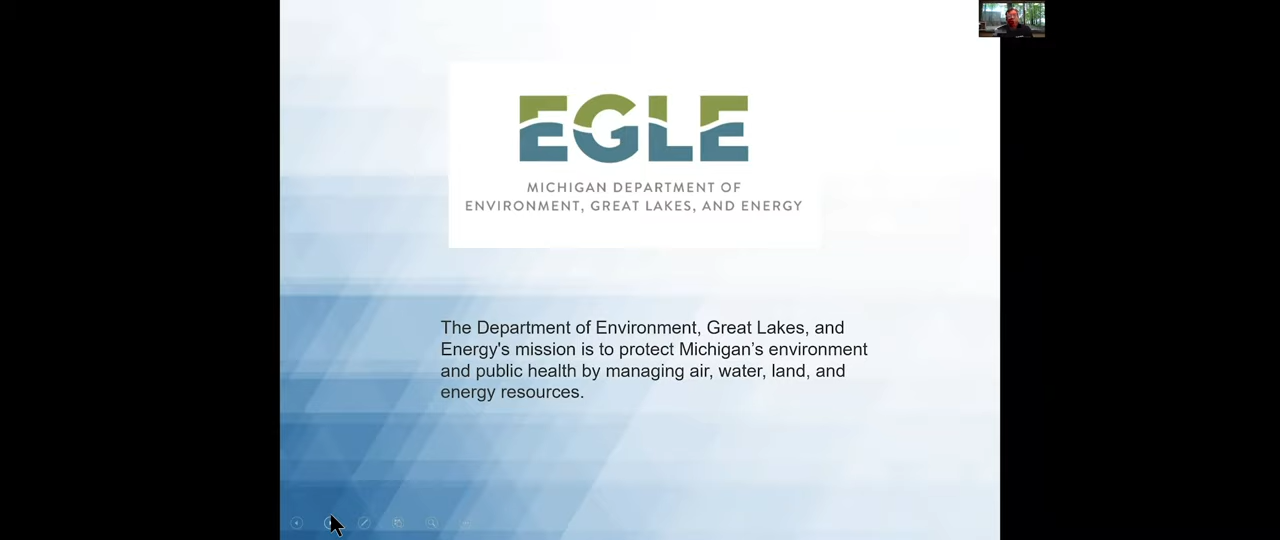 EGLE
MICHIGAN DEPARTMENT OF
ENVIRONMENT, GREAT LAKES, AND ENERGY
The Department of Environment, Great Lakes, and
Energy's mission is to protect Michigan’s environment
and public health by managing air, water, land, and
energy resources.